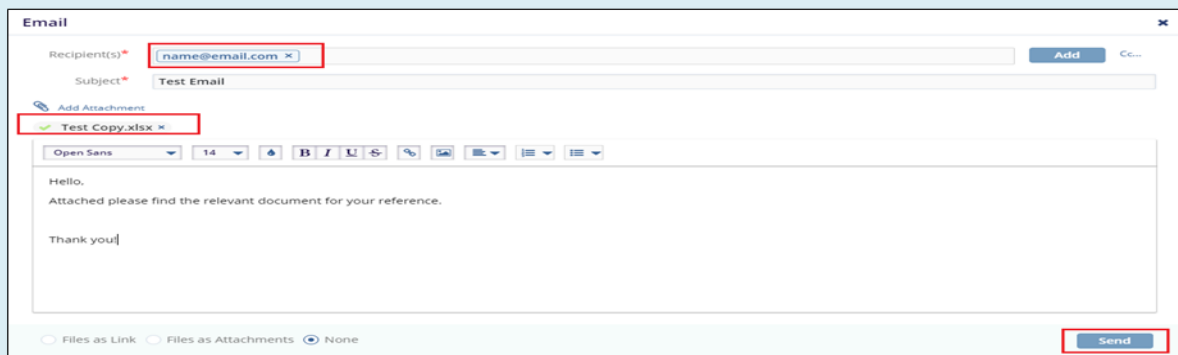 Email
Recipient(s)* name@email.com × Add Cc...
Subject* Test Email
Add Attachment
Test Copy.xlsx ×
Open Sans 14 B I U S
Hello,
Attached please find the relevant document for your reference.
Thank you!
Files as Link Files as Attachments None Send